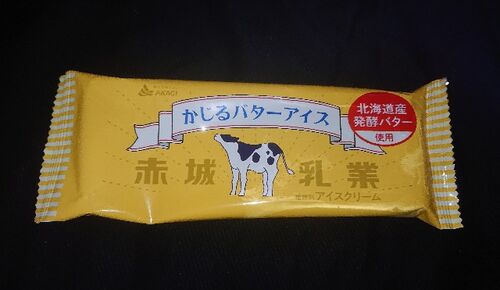 AKAGI
かじるバターアイス
北海道産
発酵バター
使用
赤城乳業
アイスクリーム